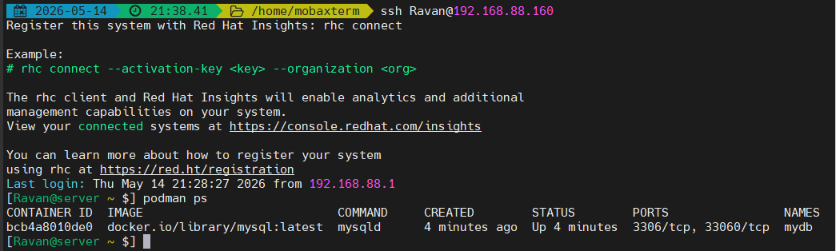 2026-05-14 21:38.41 /home/mobaxterm ssh Ravan@192.168.88.160
Register this system with Red Hat Insights: rhc connect
Example:
# rhc connect --activation-key <key> --organization <org>
The rhc client and Red Hat Insights will enable analytics and additional
management capabilities on your system.
View your connected systems at https://console.redhat.com/insights
You can learn more about how to register your system
using rhc at https://red.ht/registration
Last login: Thu May 14 21:28:27 2026 from 192.168.88.1
[Ravan@server ~ $] podman ps
CONTAINER ID  IMAGE                           COMMAND     CREATED        STATUS        PORTS                NAMES
bcb4a8010de0  docker.io/library/mysql:latest  mysqld      4 minutes ago  Up 4 minutes  3306/tcp, 33060/tcp  mydb
[Ravan@server ~ $]